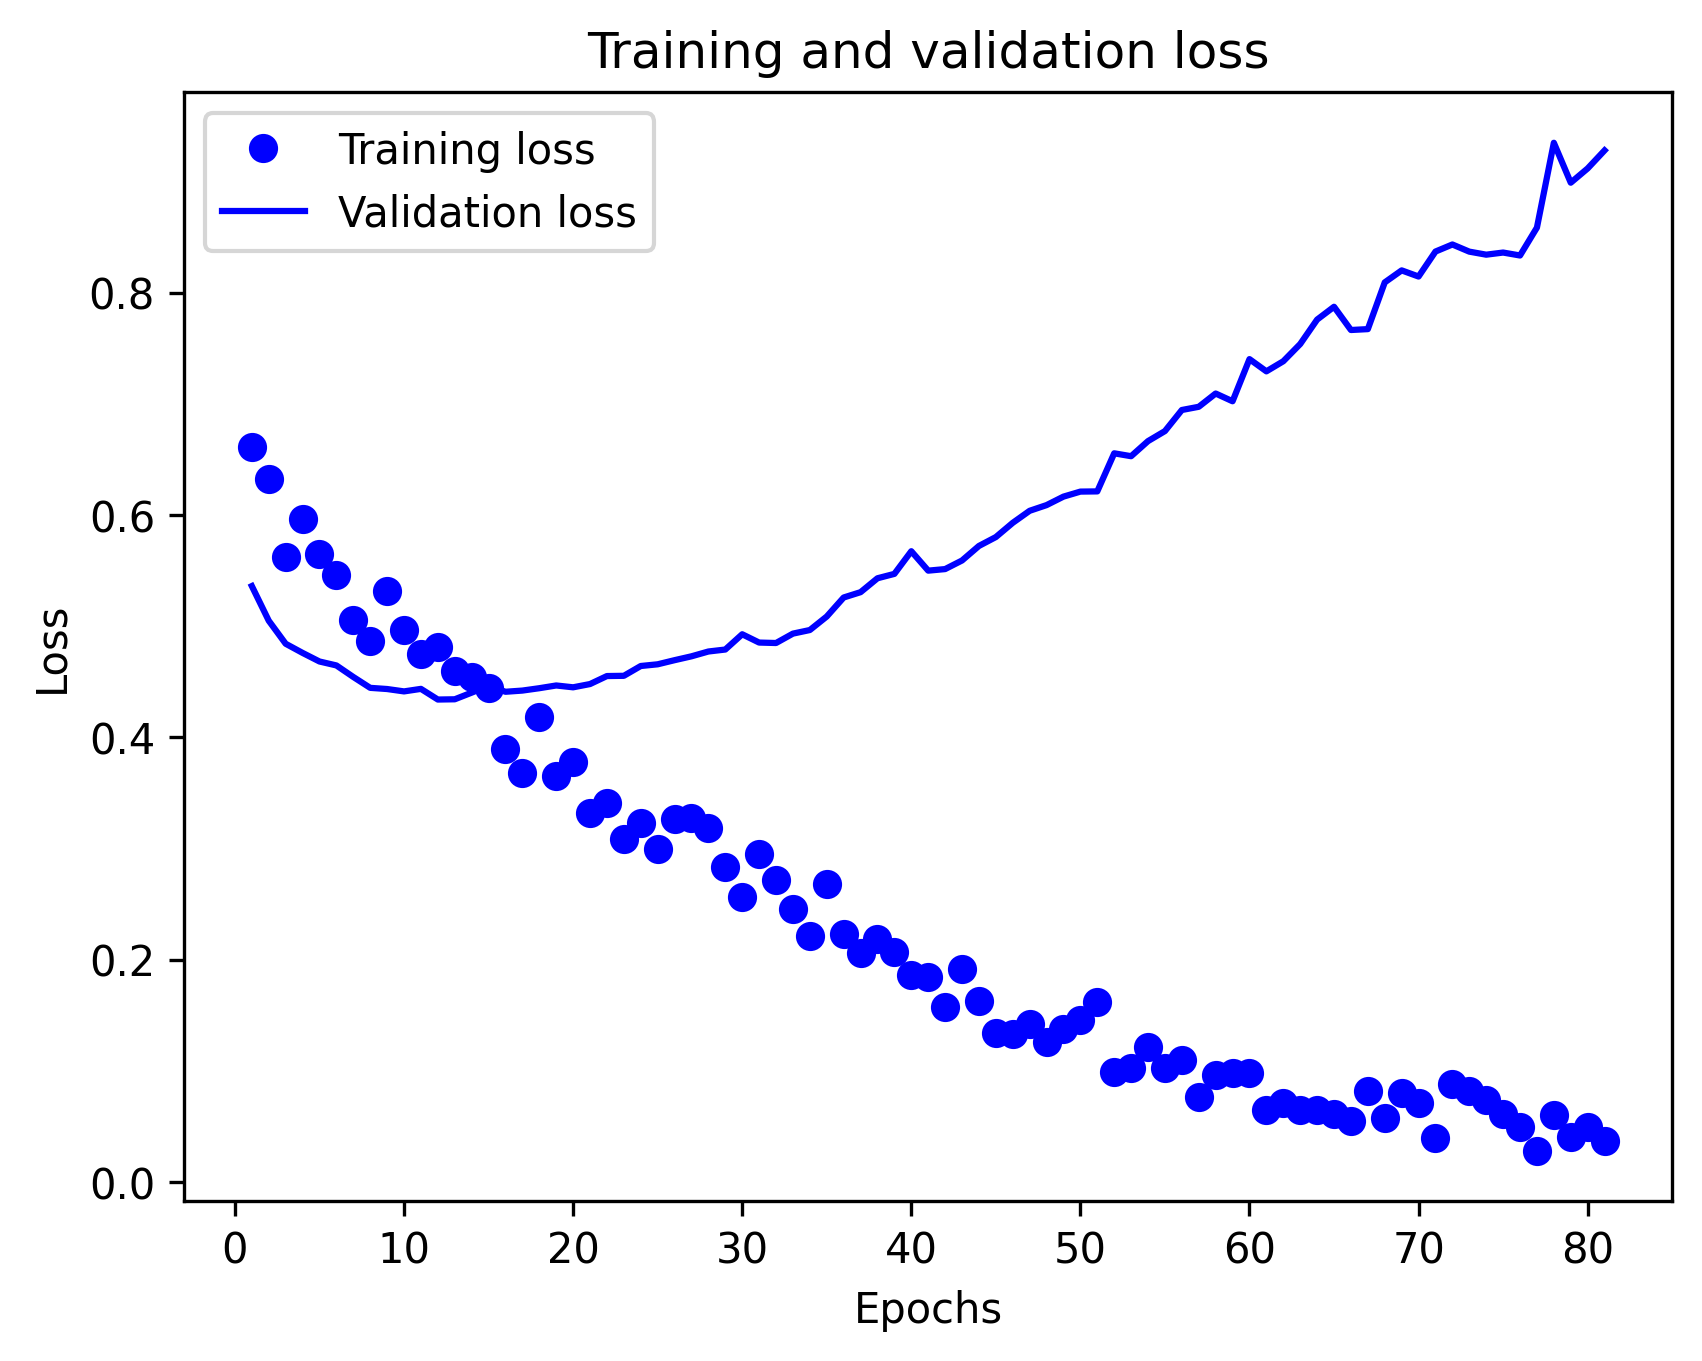 Training and validation loss
Training loss
Validation loss
0.8
0.6
0.4
0.2
0.0
Loss
0 10 20 30 40 50 60 70 80
Epochs